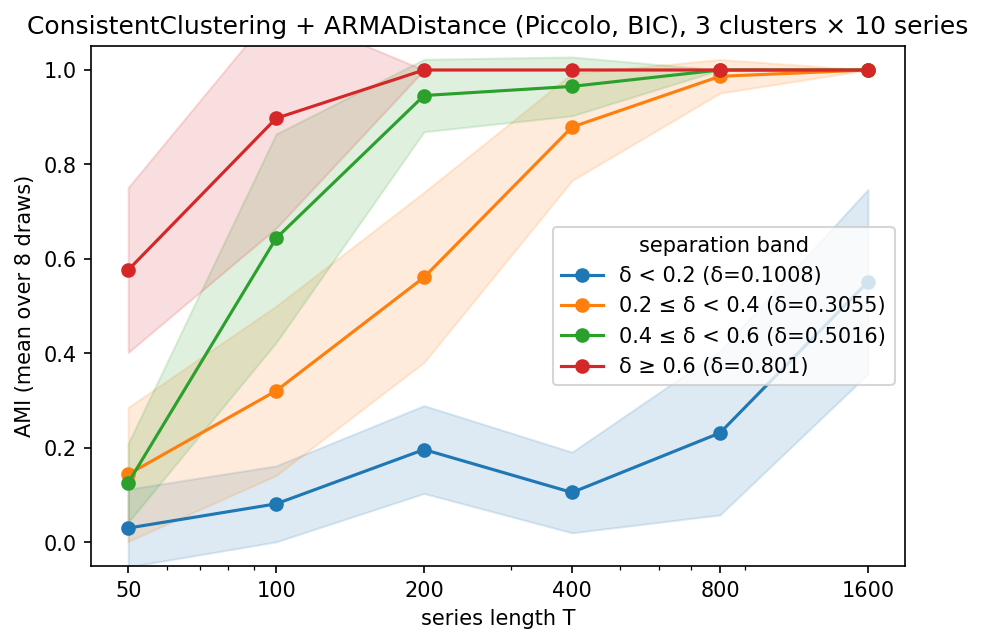 ConsistentClustering + ARMADistance (Piccolo, BIC), 3 clusters × 10 series
AMI (mean over 8 draws)
1.0
0.8
0.6
0.4
0.2
0.0
separation band
δ < 0.2 (δ=0.1008)
0.2 ≤ δ < 0.4 (δ=0.3055)
0.4 ≤ δ < 0.6 (δ=0.5016)
δ ≥ 0.6 (δ=0.801)
50
100
200
400
800
1600
series length T